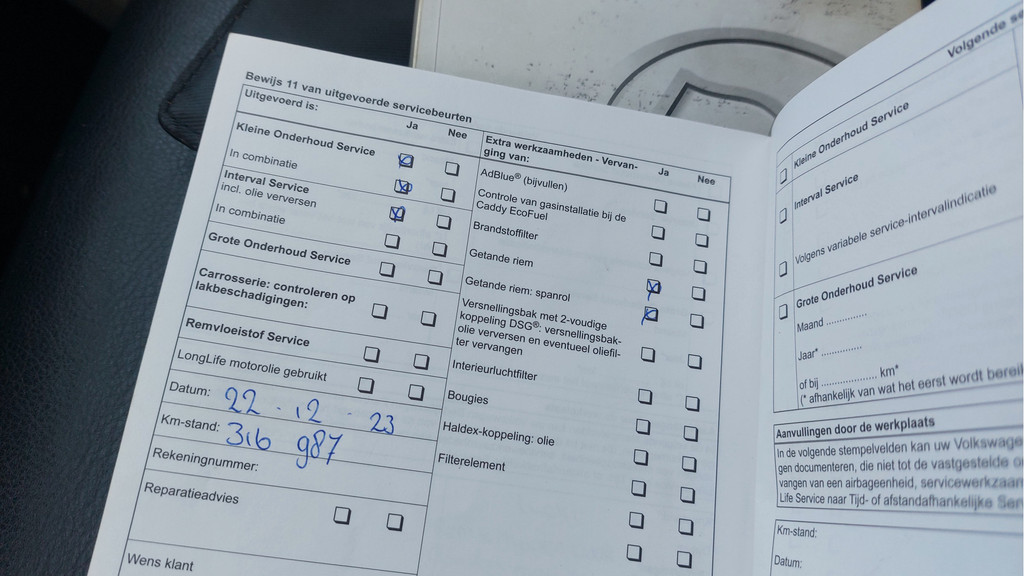 Bewijs 11 van uitgevoerde servicebeurten
Uitgevoerd is:
Ja Nee
Kleine Onderhoud Service
In combinatie
Interval Service
incl. olie verversen
In combinatie
Grote Onderhoud Service
Carrosserie: controleren op
lakbeschadigingen:
Remvloeistof Service
LongLife motorolie gebruikt
Datum: 22 - 12 - 23
Km-stand: 316 987
Rekeningnummer:
Reparatieadvies
Wens klant
Extra werkzaamheden - Vervan-
ging van:
Ja Nee
AdBlue® (bijvullen)
Controle van gasinstallatie bij de
Caddy EcoFuel
Brandstoffilter
Getande riem
Getande riem: spanrol
Versnellingsbak met 2-voudige
koppeling DSG®: versnellingsbak-
olie verversen en eventueel oliefil-
ter vervangen
Interieurluchtfilter
Bougies
Haldex-koppeling: olie
Filterelement
Volgende se
Kleine Onderhoud Service
Interval Service
Volgens variabele service-intervalindicatie
Grote Onderhoud Service
Maand ..............
Jaar* ..............
of bij .................... km*
(* afhankelijk van wat het eerst wordt bereik
Aanvullingen door de werkplaats
In de volgende stempelvelden kan uw Volkswage
gen documenteren, die niet tot de vastgestelde o
vangen van een airbageenheid, servicewerkzaam
Life Service naar Tijd- of afstandafhankelijke Ser
Km-stand:
Datum: